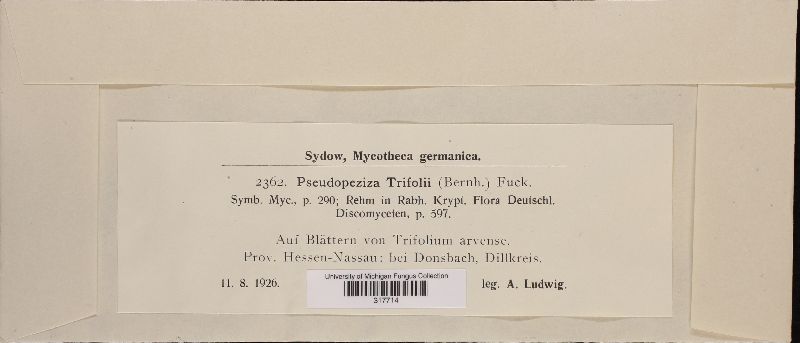 Sydow, Mycotheca germanica.
2362. Pseudopeziza Trifolii (Bernh.) Fuck.
Symb. Myc., p. 290; Rehm in Rabh. Krypt. Flora Deutschl.
Discomyceten, p. 597.
Auf Blättern von Trifolium arvense.
Prov. Hessen-Nassau: bei Donsbach, Dillkreis.
11. 8. 1926.
leg. A. Ludwig.
University of Michigan Fungus Collection
317714